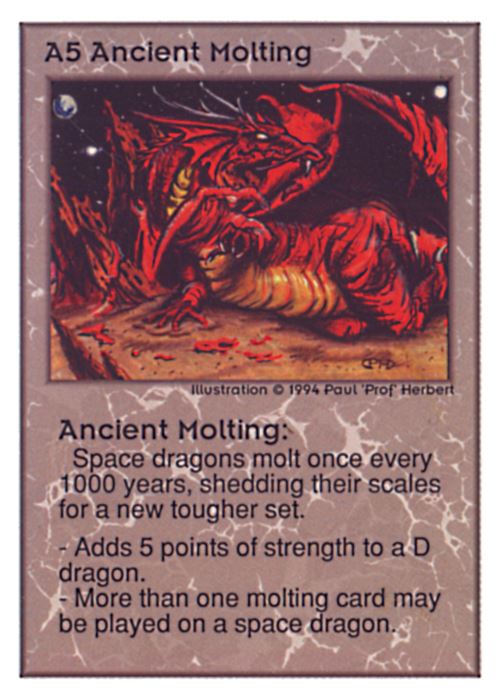 A5 Ancient Molting
Illustration © 1994 Paul 'Prof' Herbert
Ancient Molting:
Space dragons molt once every
1000 years, shedding their scales
for a new tougher set.
- Adds 5 points of strength to a D
dragon.
- More than one molting card may
be played on a space dragon.